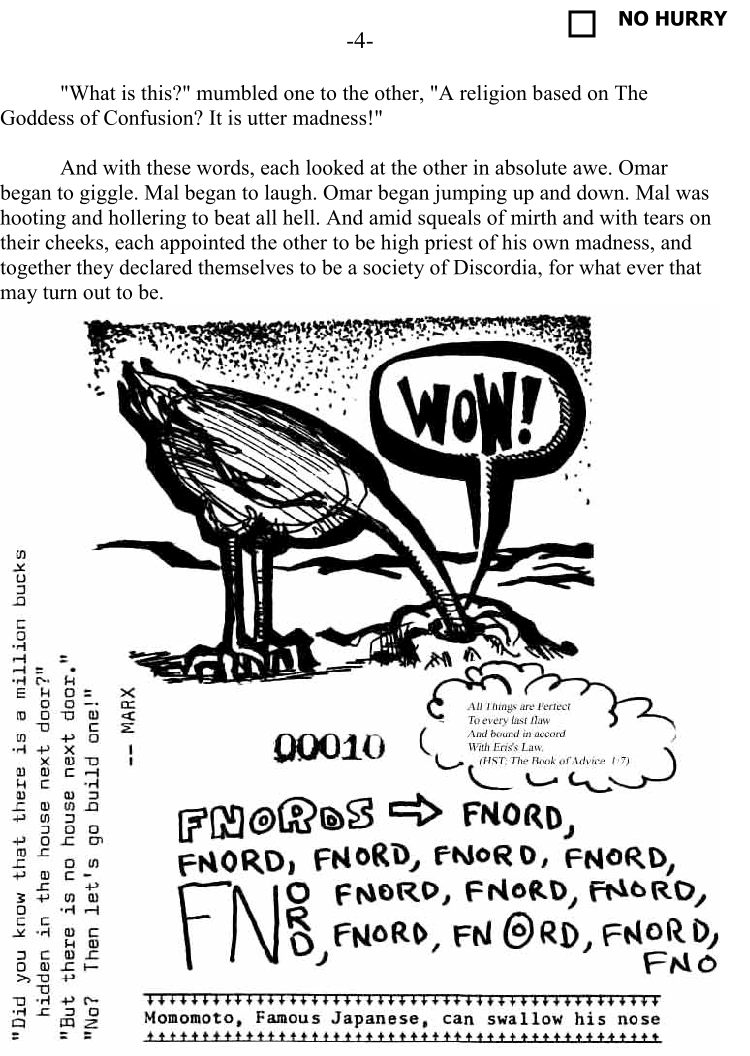 NO HURRY
-4-
"What is this?" mumbled one to the other, "A religion based on The
Goddess of Confusion? It is utter madness!"
And with these words, each looked at the other in absolute awe. Omar
began to giggle. Mal began to laugh. Omar began jumping up and down. Mal was
hooting and hollering to beat all hell. And amid squeals of mirth and with tears on
their cheeks, each appointed the other to be high priest of his own madness, and
together they declared themselves to be a society of Discordia, for what ever that
may turn out to be.
WOW!
"Did you know that there is a million bucks
hidden in the house next door?"
"But there is no house next door."
"No? Then let's go build one!"
-- MARX
All Things are Perfect
To every last flaw
And bound in accord
With Eris's Law.
(HST; The Book of Advice, 1:7)
00010
FNORDS ⇨ FNORD,
FNORD, FNORD, FNORD, FNORD,
FNORD, FNORD, FNORD, FNORD,
FNORD, FNORD, FNORD,
FNO
Momomoto, Famous Japanese, can swallow his nose